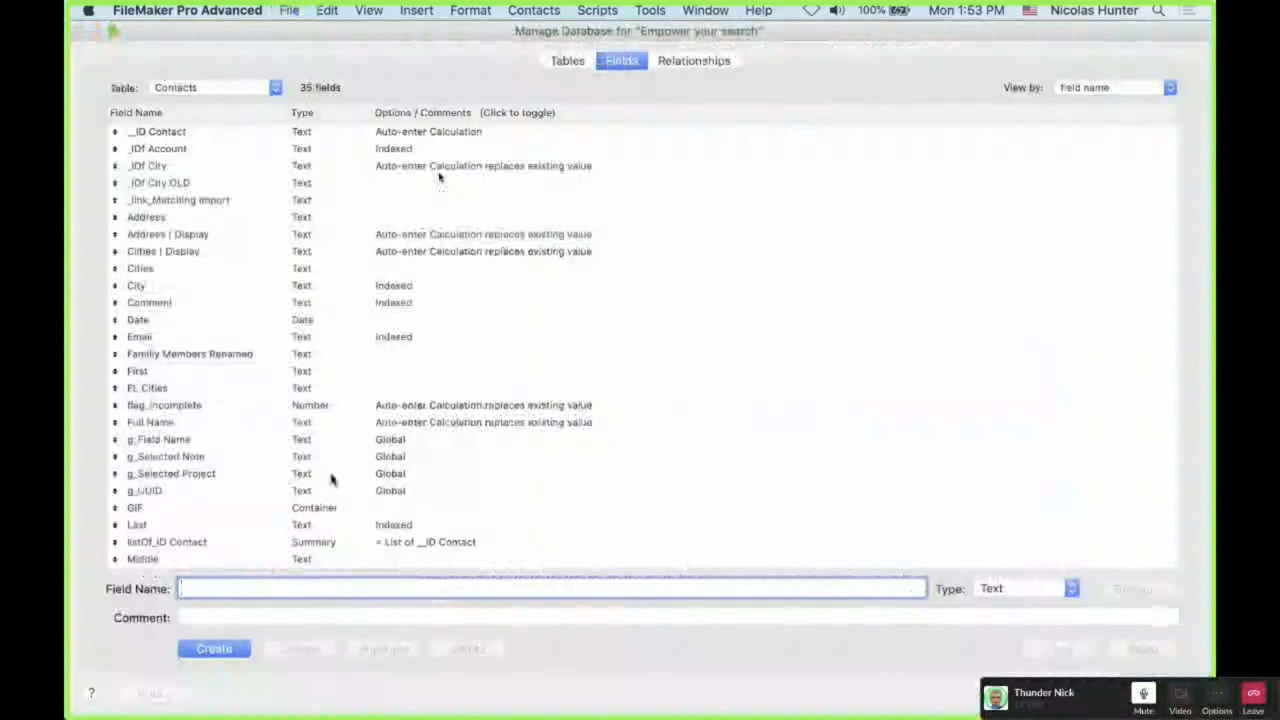 FileMaker Pro Advanced File Edit View Insert Format Contacts Scripts Tools Window Help 100% Mon 1:53 PM Nicolas Hunter
Manage Database for "Empower your search"
Tables Fields Relationships
Table: Contacts 35 fields View by: field name
Field Name Type Options / Comments (Click to toggle)
__ID Contact Text Auto-enter Calculation
_IDf Account Text Indexed
_IDf City Text Auto-enter Calculation replaces existing value
_IDf City OLD Text
_link_Matching Import Text
Address Text
Address | Display Text Auto-enter Calculation replaces existing value
Cities | Display Text Auto-enter Calculation replaces existing value
Cities Text
City Text Indexed
Comment Text Indexed
Date Date
Email Text Indexed
Family Members Renamed Text
First Text
FL Cities Text
flag_Incomplete Number Auto-enter Calculation replaces existing value
Full Name Text Auto-enter Calculation replaces existing value
g_Field Name Text Global
g_Selected Note Text Global
g_Selected Project Text Global
g_UUID Text Global
GIF Container
Last Text Indexed
listOf_ID Contact Summary = List of __ID Contact
Middle Text
Field Name: Type: Text
Comment:
Create
?
Thunder Nick
Mute Video Options Leave